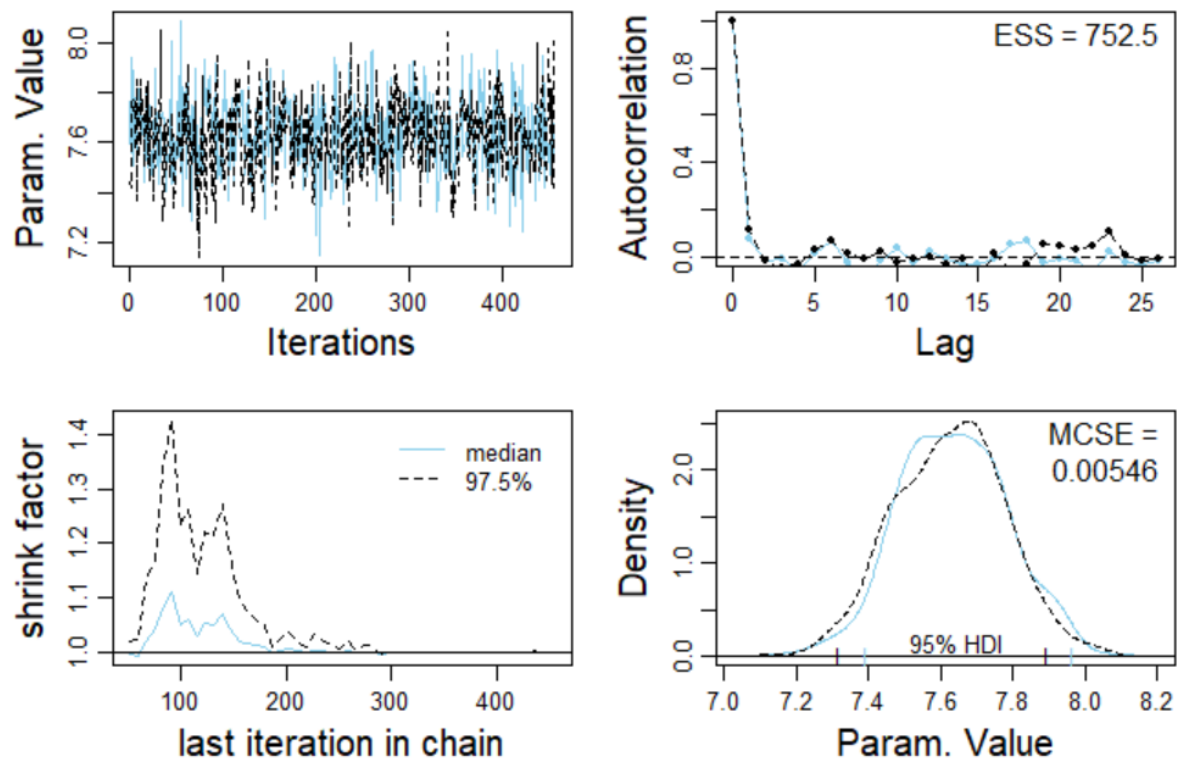 Param. Value
7.2 7.6 8.0
0 100 200 300 400
Iterations
Autocorrelation
0.0 0.4 0.8
ESS = 752.5
0 5 10 15 20 25
Lag
shrink factor
1.0 1.1 1.2 1.3 1.4
median
97.5%
100 200 300 400
last iteration in chain
Density
0.0 1.0 2.0
MCSE =
0.00546
95% HDI
7.0 7.2 7.4 7.6 7.8 8.0 8.2
Param. Value